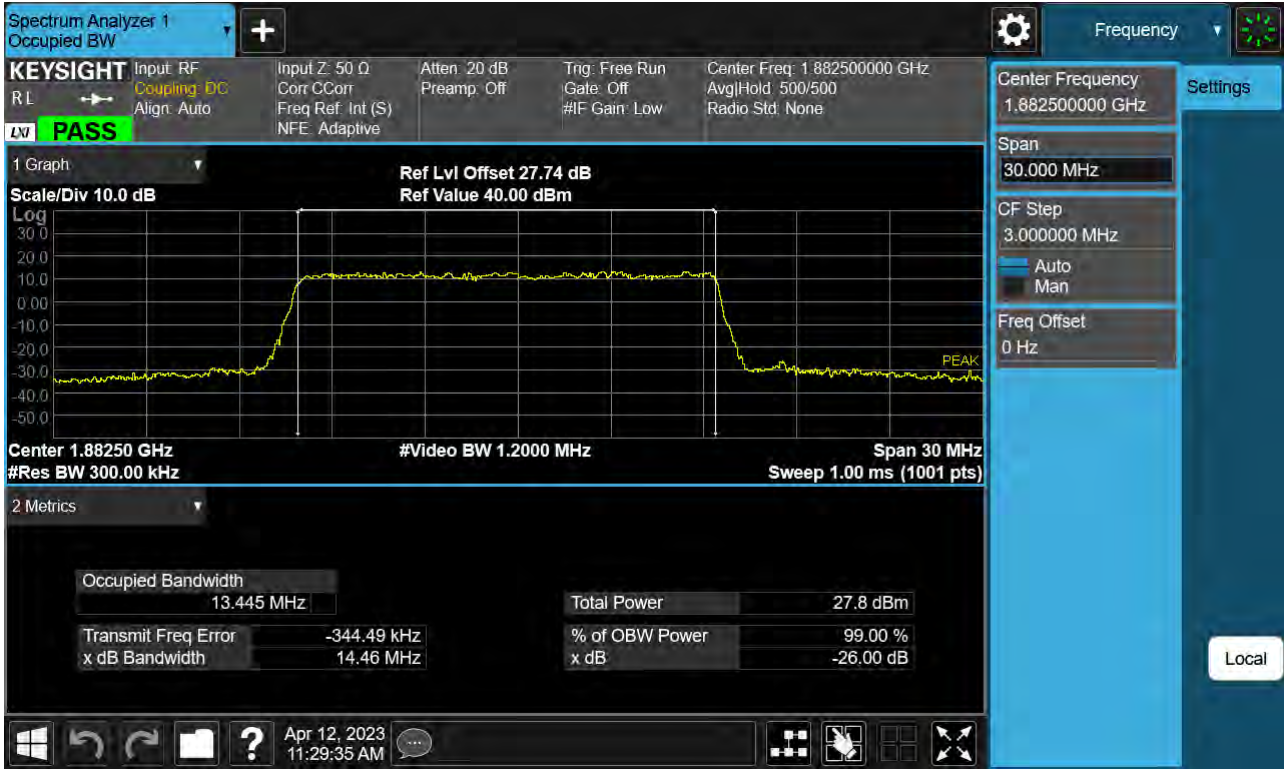 Spectrum Analyzer 1
Occupied BW
Frequency
KEYSIGHT
R L
LXI
PASS
Input: RF
Coupling: DC
Align: Auto
Input Z: 50 Ω
Corr CCorr
Freq Ref: Int (S)
NFE: Adaptive
Atten: 20 dB
Preamp: Off
Trig: Free Run
Gate: Off
#IF Gain: Low
Center Freq: 1.882500000 GHz
Avg|Hold: 500/500
Radio Std: None
Center Frequency
1.882500000 GHz
Settings
Span
30.000 MHz
CF Step
3.000000 MHz
Auto
Man
Freq Offset
0 Hz
1 Graph
Scale/Div 10.0 dB
Ref Lvl Offset 27.74 dB
Ref Value 40.00 dBm
Log
30.0
20.0
10.0
0.00
-10.0
-20.0
-30.0
-40.0
-50.0
PEAK
Center 1.88250 GHz
#Video BW 1.2000 MHz
Span 30 MHz
#Res BW 300.00 kHz
Sweep 1.00 ms (1001 pts)
2 Metrics
Occupied Bandwidth
13.445 MHz
Total Power 27.8 dBm
Transmit Freq Error -344.49 kHz
% of OBW Power 99.00 %
x dB Bandwidth 14.46 MHz
x dB -26.00 dB
Local
?
Apr 12, 2023
11:29:35 AM